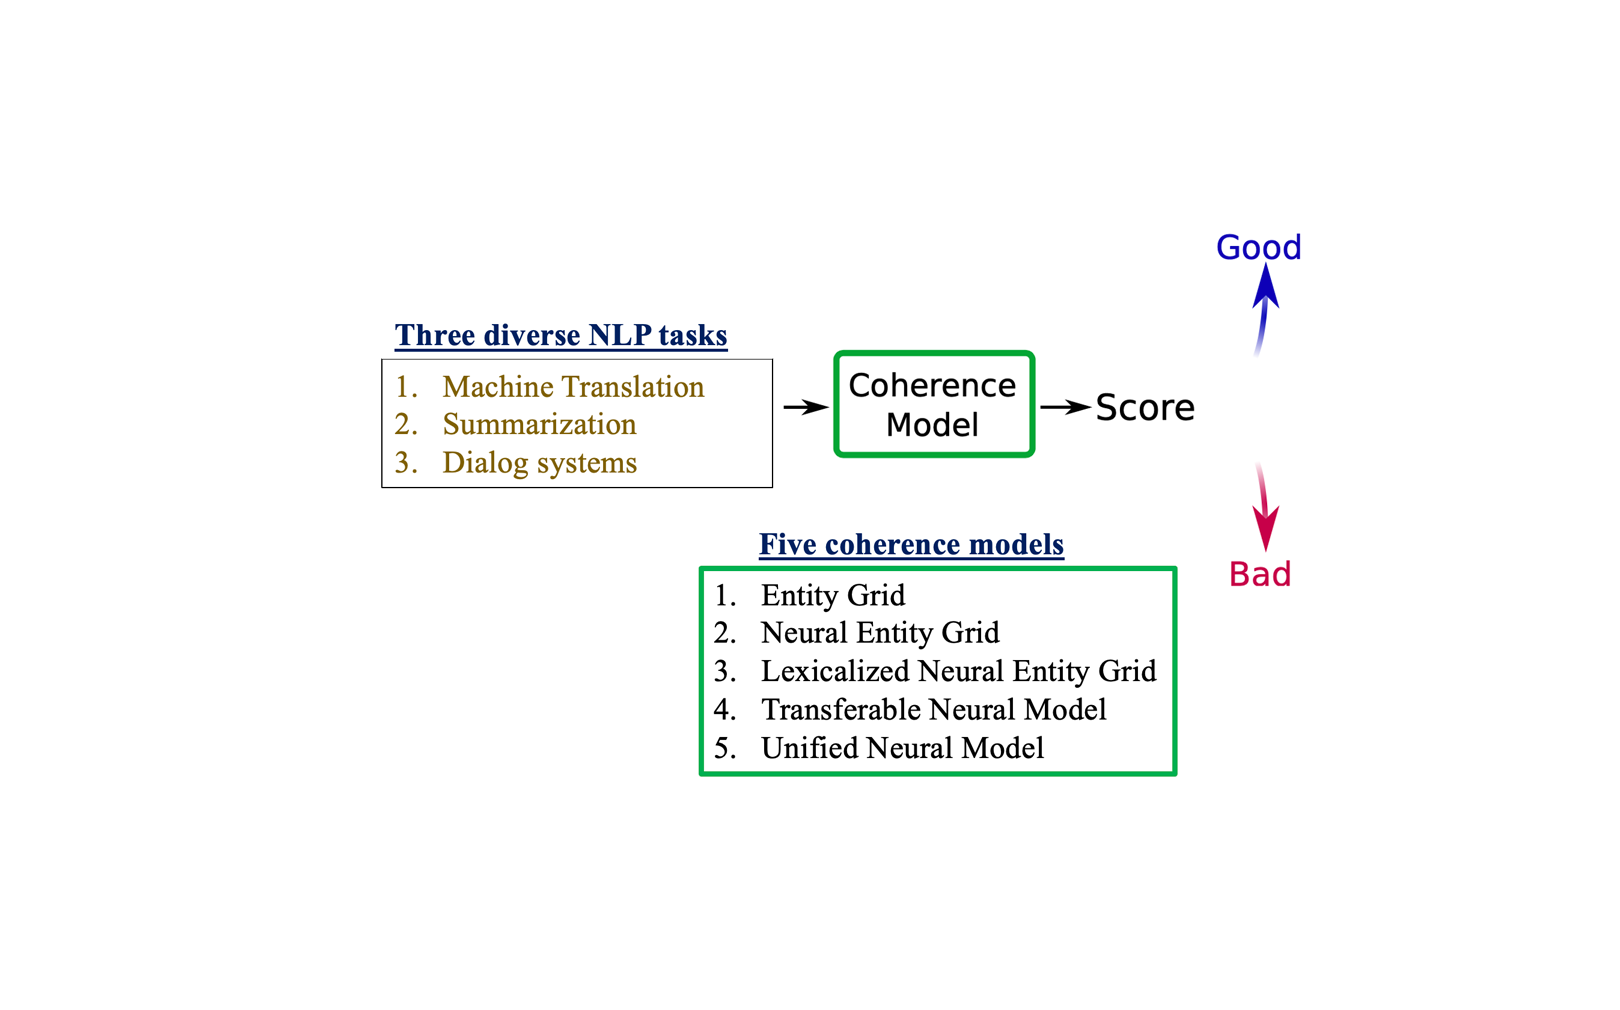 Good
Three diverse NLP tasks
1. Machine Translation
2. Summarization
3. Dialog systems
Coherence
Model
Score
Bad
Five coherence models
1. Entity Grid
2. Neural Entity Grid
3. Lexicalized Neural Entity Grid
4. Transferable Neural Model
5. Unified Neural Model